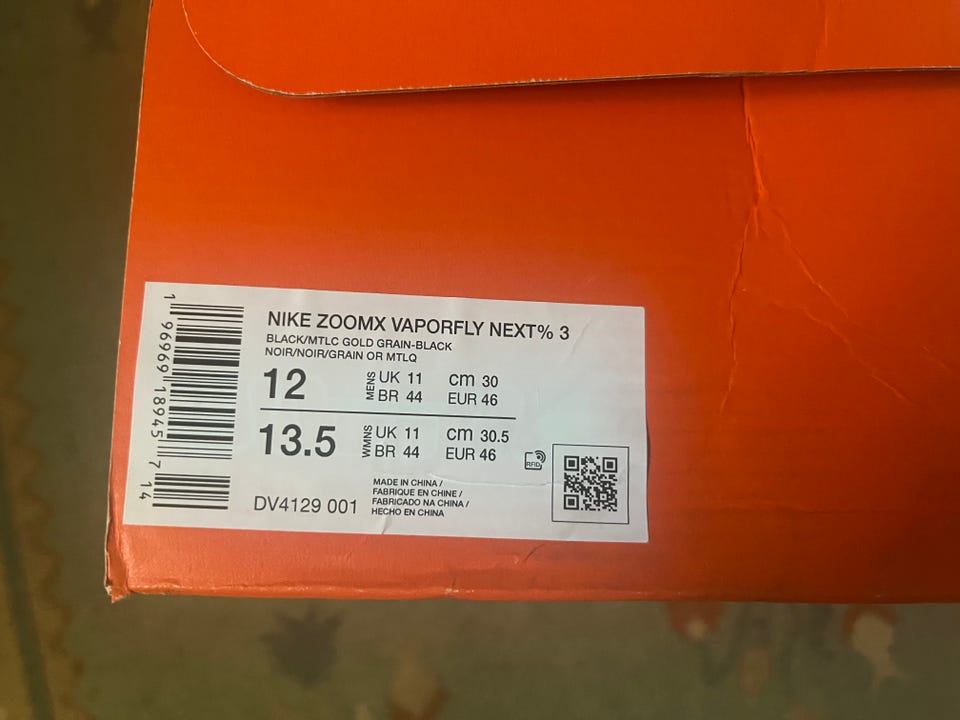 NIKE ZOOMX VAPORFLY NEXT% 3
BLACK/MTLC GOLD GRAIN-BLACK
NOIR/NOIR/GRAIN OR MTLQ
12 MENS UK 11 cm 30
BR 44 EUR 46
13.5 WMNS UK 11 cm 30.5
BR 44 EUR 46
RFID
DV4129 001
MADE IN CHINA /
FABRIQUE EN CHINE /
FABRICADO NA CHINA /
HECHO EN CHINA
1 96969 18945 7 14